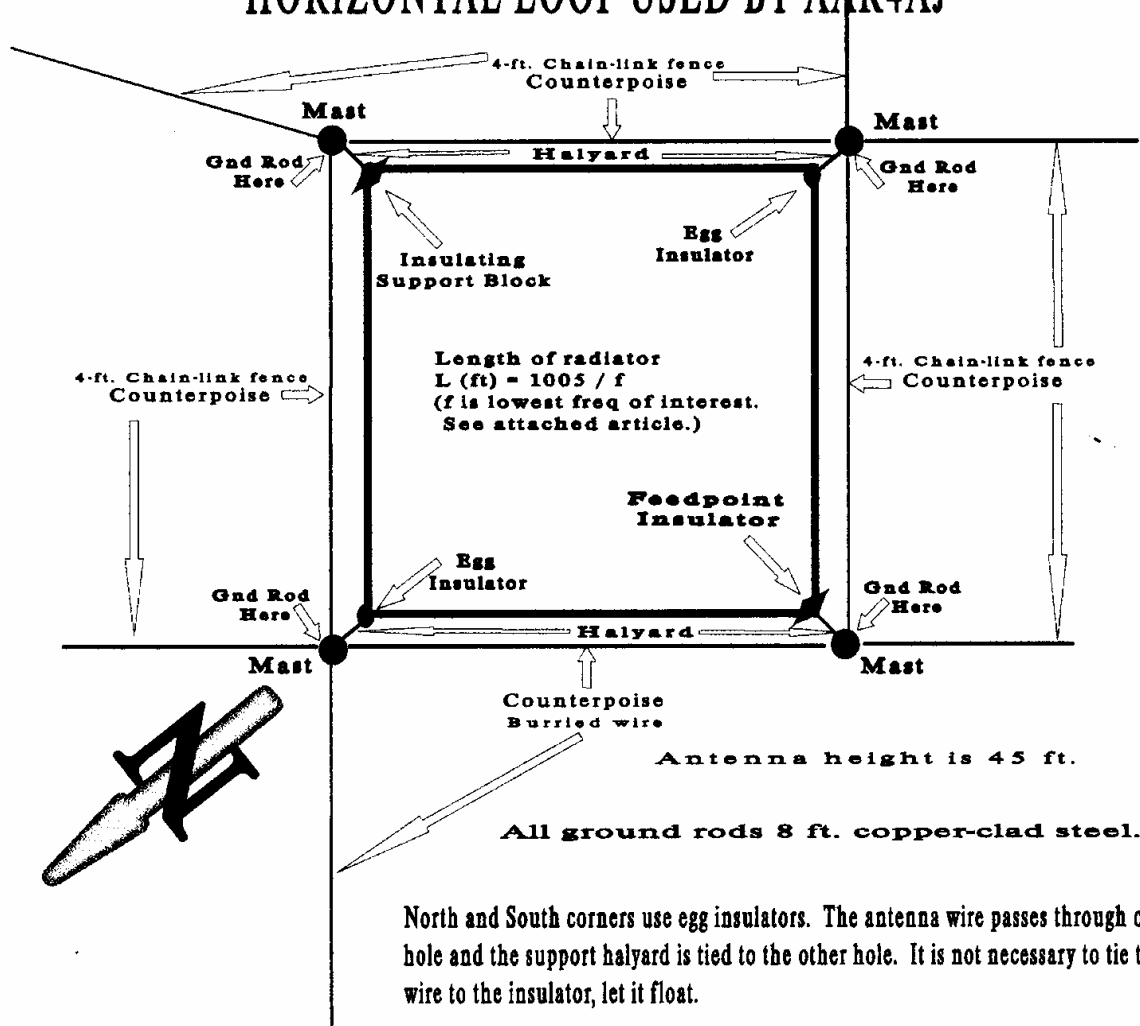 HORIZONTAL LOOP USED BY AAR4AJ
4-ft. Chain-link fence
Counterpoise
Mast
Mast
Gnd Rod
Here
Halyard
Gnd Rod
Here
Egg
Insulator
Insulating
Support Block
Length of radiator
L (ft) = 1005 / f
(f is lowest freq of interest.
See attached article.)
4-ft. Chain-link fence
Counterpoise
4-ft. Chain-link fence
Counterpoise
Feedpoint
Insulator
Egg
Insulator
Gnd Rod
Here
Gnd Rod
Here
Halyard
Mast
Mast
Counterpoise
Burried wire
N
Antenna height is 45 ft.
All ground rods 8 ft. copper-clad steel.
North and South corners use egg insulators. The antenna wire passes through
hole and the support halyard is tied to the other hole. It is not necessary to tie
wire to the insulator, let it float.